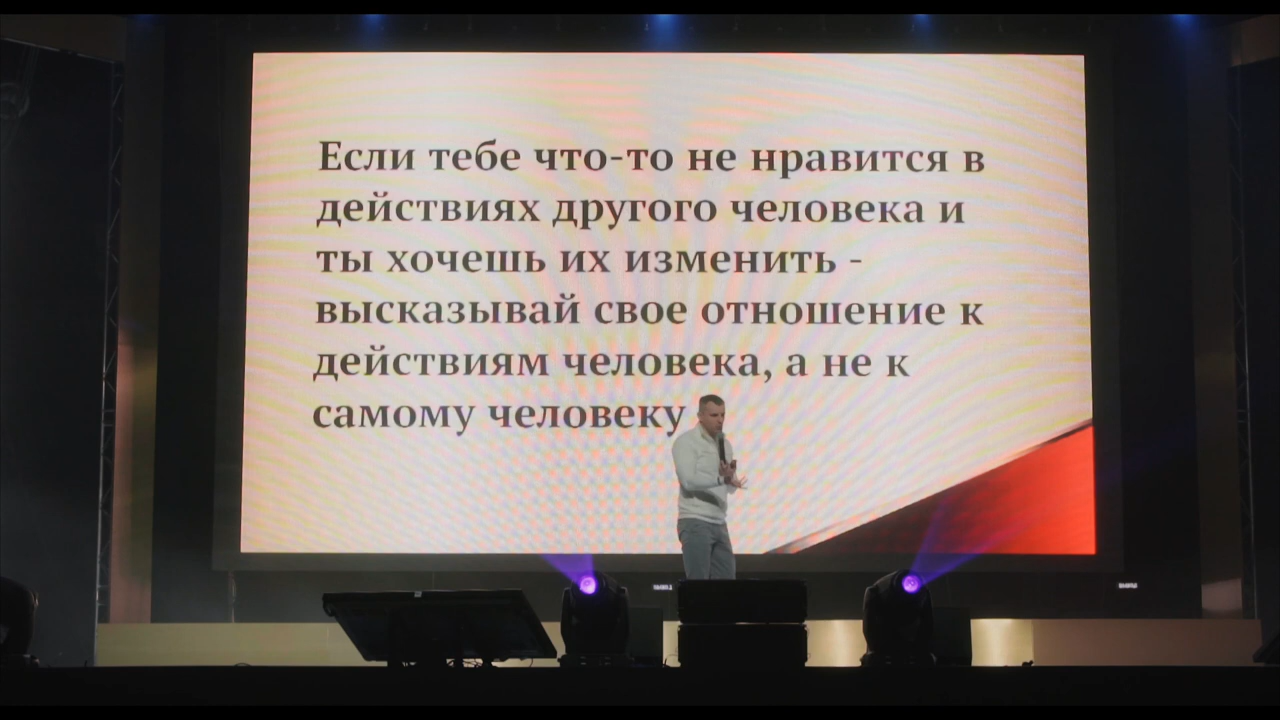 Если тебе что-то не нравится в
действиях другого человека и
ты хочешь их изменить -
высказывай свое отношение к
действиям человека, а не к
самому человеку